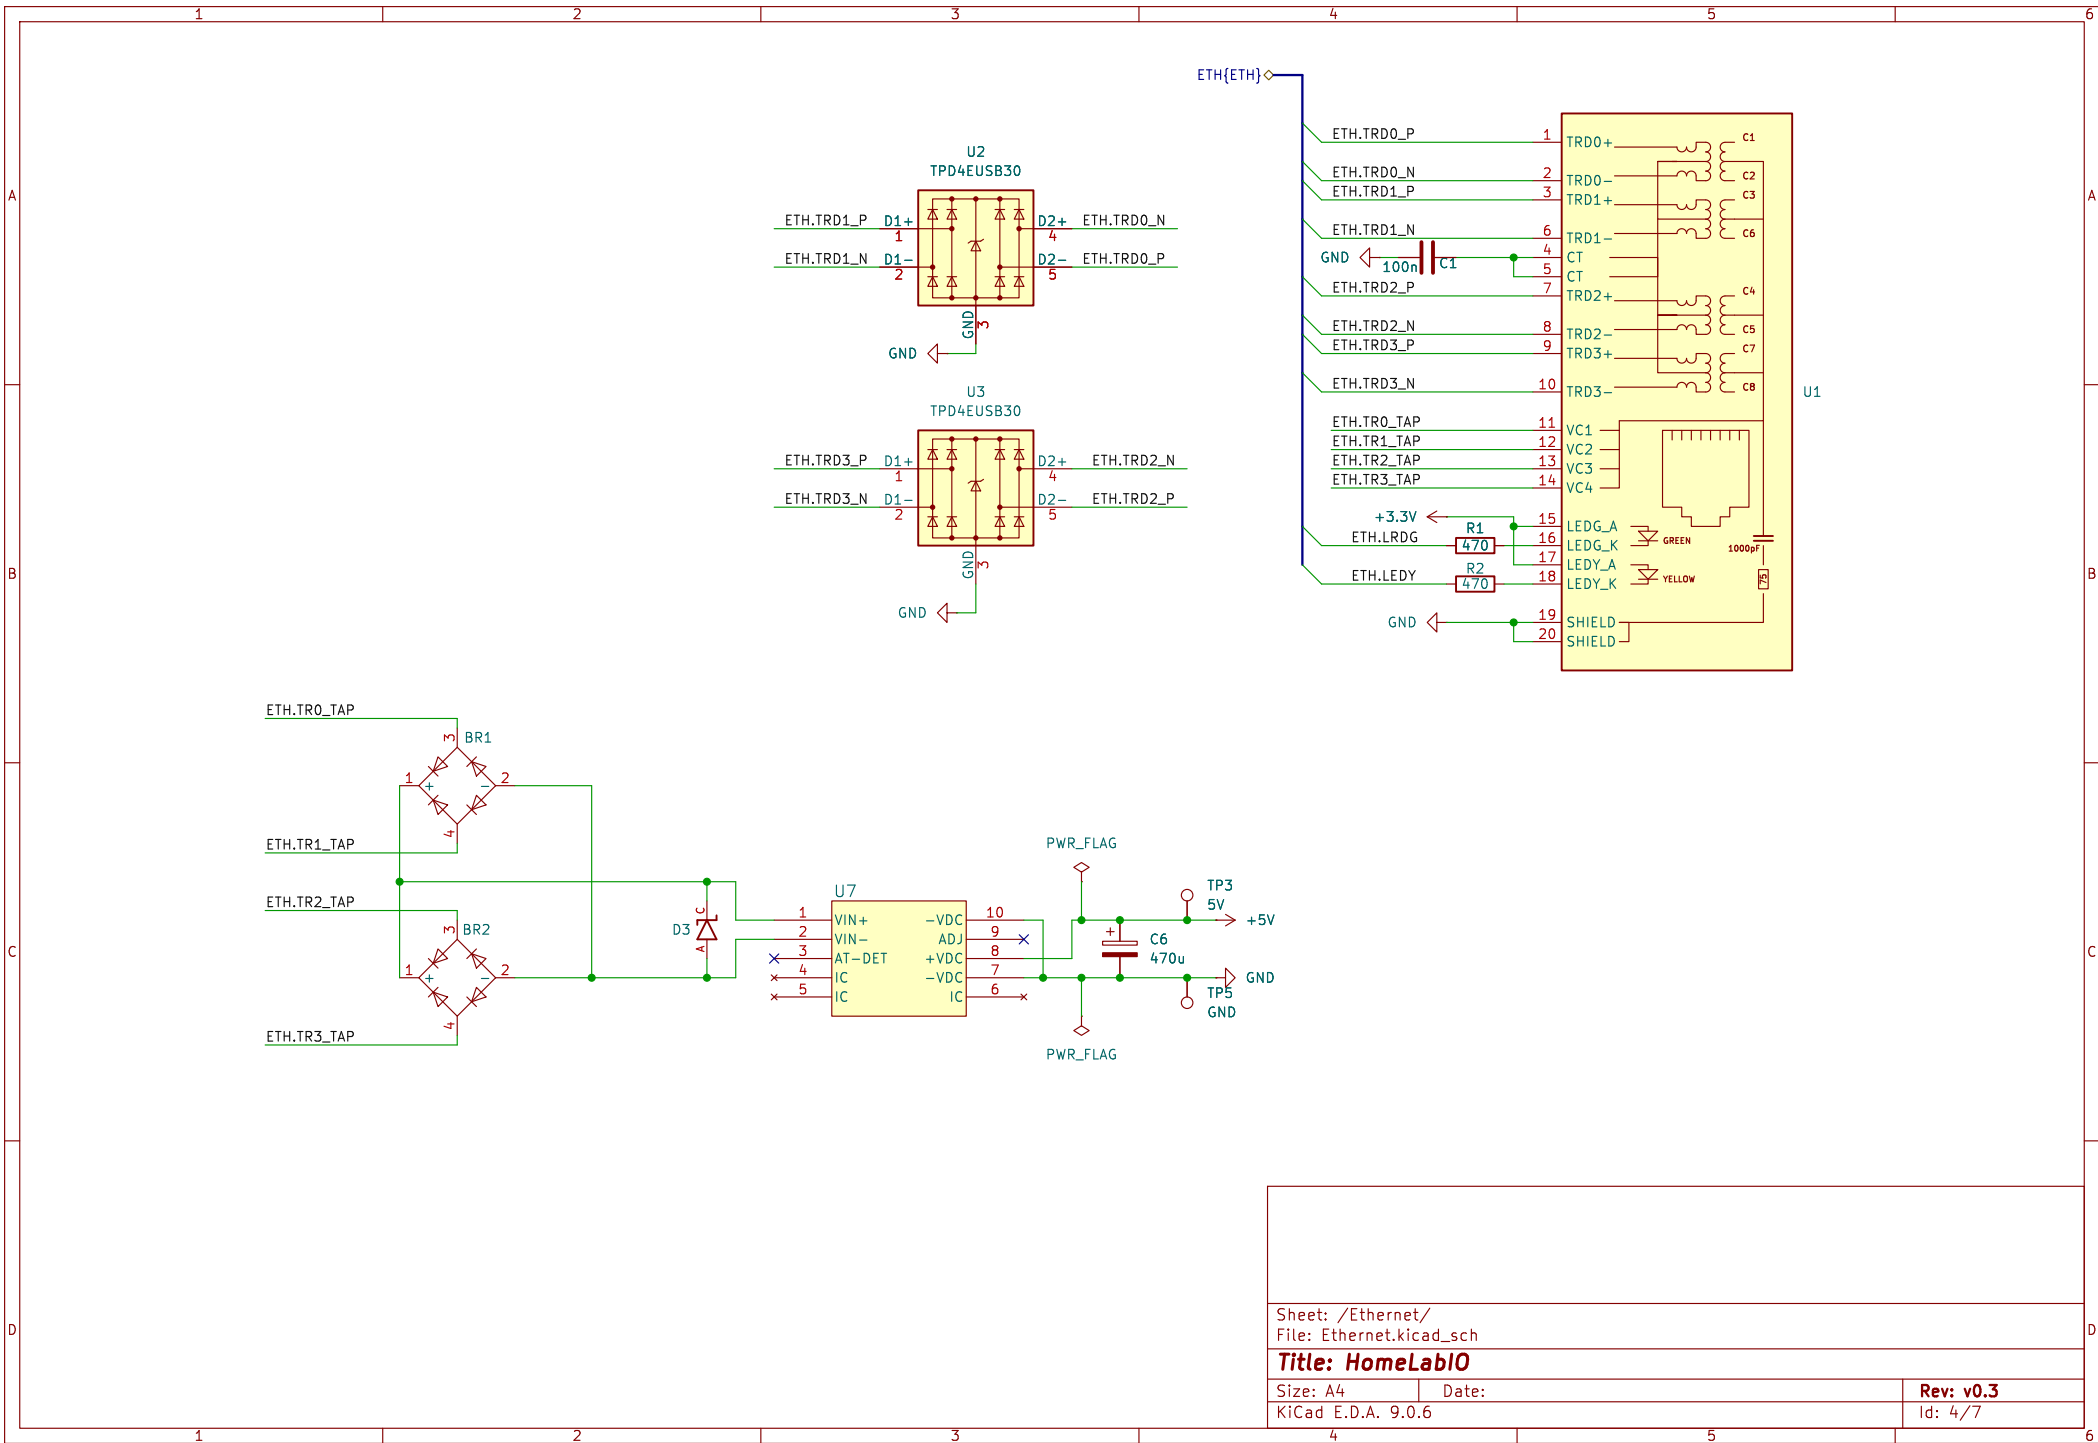 1 2 3 4 5 6
ETH{ETH}
A A
B B
C C
D D
U2
TPD4EUSB30
ETH.TRD1_P D1+ 1
ETH.TRD1_N D1- 2
D2+ 4 ETH.TRD0_N
D2- 5 ETH.TRD0_P
GND 3
GND
U3
TPD4EUSB30
ETH.TRD3_P D1+ 1
ETH.TRD3_N D1- 2
D2+ 4 ETH.TRD2_N
D2- 5 ETH.TRD2_P
GND 3
GND
ETH.TRD0_P 1 TRD0+ C1
ETH.TRD0_N 2 TRD0- C2
ETH.TRD1_P 3 TRD1+ C3
ETH.TRD1_N 6 TRD1- C6
GND 100n C1 4 CT
5 CT
ETH.TRD2_P 7 TRD2+ C4
ETH.TRD2_N 8 TRD2- C5
ETH.TRD3_P 9 TRD3+ C7
ETH.TRD3_N 10 TRD3- C8
U1
ETH.TR0_TAP 11 VC1
ETH.TR1_TAP 12 VC2
ETH.TR2_TAP 13 VC3
ETH.TR3_TAP 14 VC4
+3.3V 15 LEDG_A
ETH.LRDG R1 470 16 LEDG_K GREEN
1000pF
17 LEDY_A
ETH.LEDY R2 470 18 LEDY_K YELLOW
75
GND 19 SHIELD
20 SHIELD
ETH.TR0_TAP
3 BR1
1 + - 2
4
ETH.TR1_TAP
ETH.TR2_TAP
3 BR2
1 + - 2
4
ETH.TR3_TAP
D3 C A
U7
1 VIN+ -VDC 10
2 VIN- ADJ 9
3 AT-DET +VDC 8
4 IC -VDC 7
5 IC IC 6
PWR_FLAG
TP3
5V
+5V
+ C6
470u
GND
TP5
GND
PWR_FLAG
Sheet: /Ethernet/
File: Ethernet.kicad_sch
Title: HomeLabIO
Size: A4 Date: Rev: v0.3
KiCad E.D.A. 9.0.6 Id: 4/7
1 2 3 4 5 6